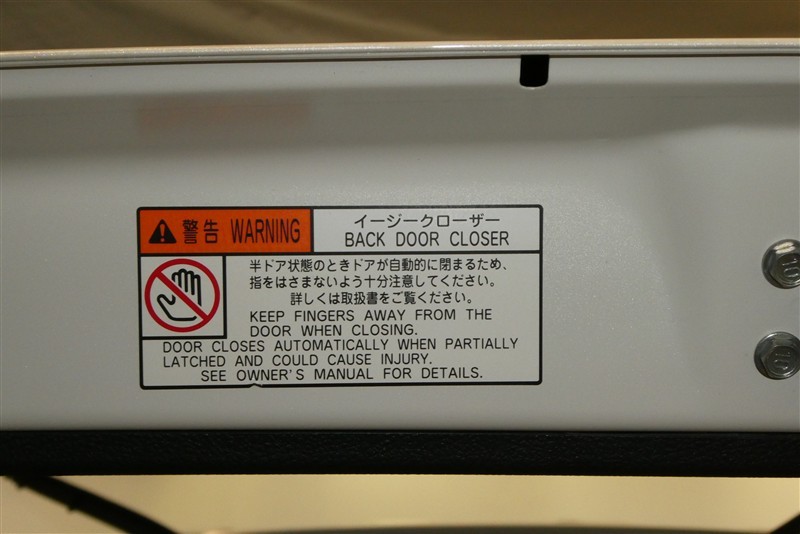 警告 WARNING
イージークローザー
BACK DOOR CLOSER
半ドア状態のときドアが自動的に閉まるため、
指をはさまないよう十分注意してください。
詳しくは取扱書をご覧ください。
KEEP FINGERS AWAY FROM THE
DOOR WHEN CLOSING.
DOOR CLOSES AUTOMATICALLY WHEN PARTIALLY
LATCHED AND COULD CAUSE INJURY.
SEE OWNER'S MANUAL FOR DETAILS.
10
10